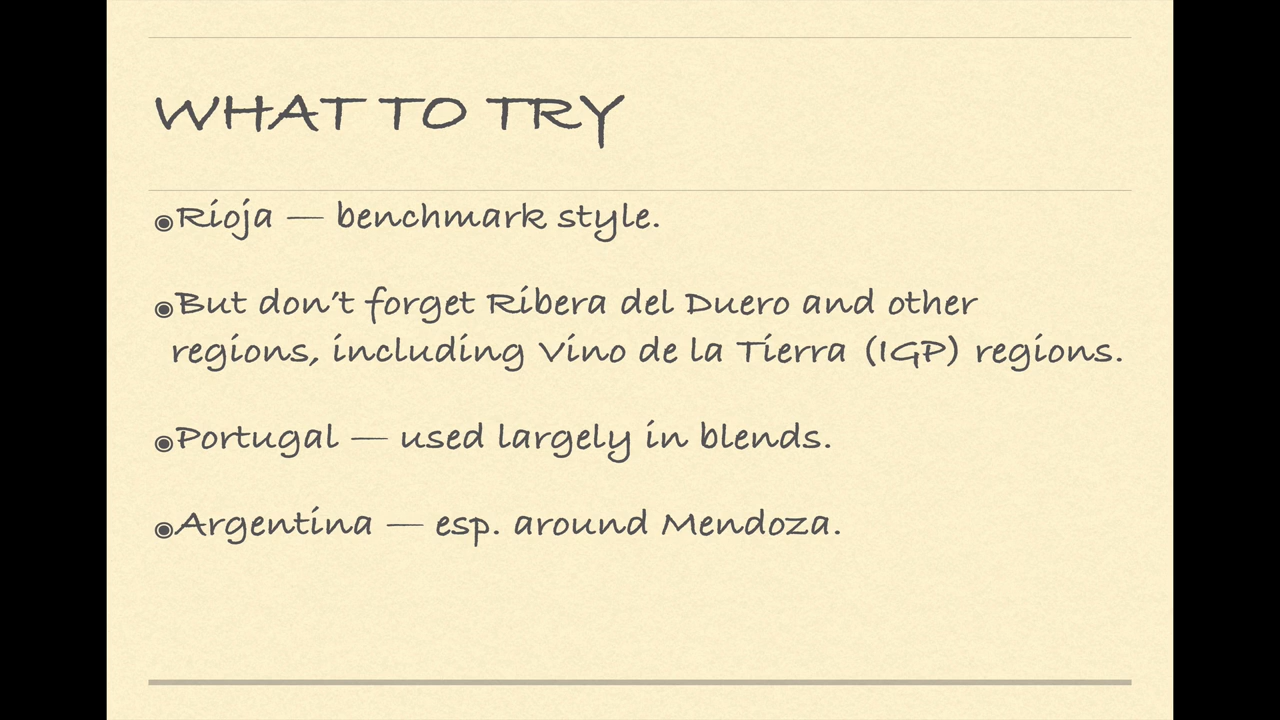 WHAT TO TRY
◉Rioja — benchmark style.
◉But don’t forget Ribera del Duero and other
regions, including Vino de la Tierra (IGP) regions.
◉Portugal — used largely in blends.
◉Argentina — esp. around Mendoza.